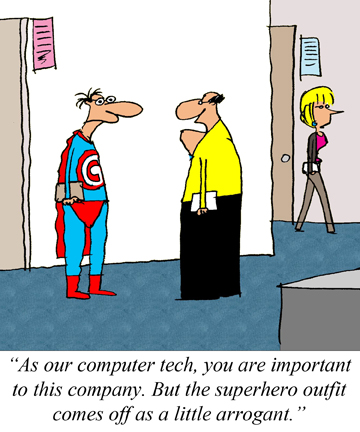 “As our computer tech, you are important
to this company. But the superhero outfit
comes off as a little arrogant.”